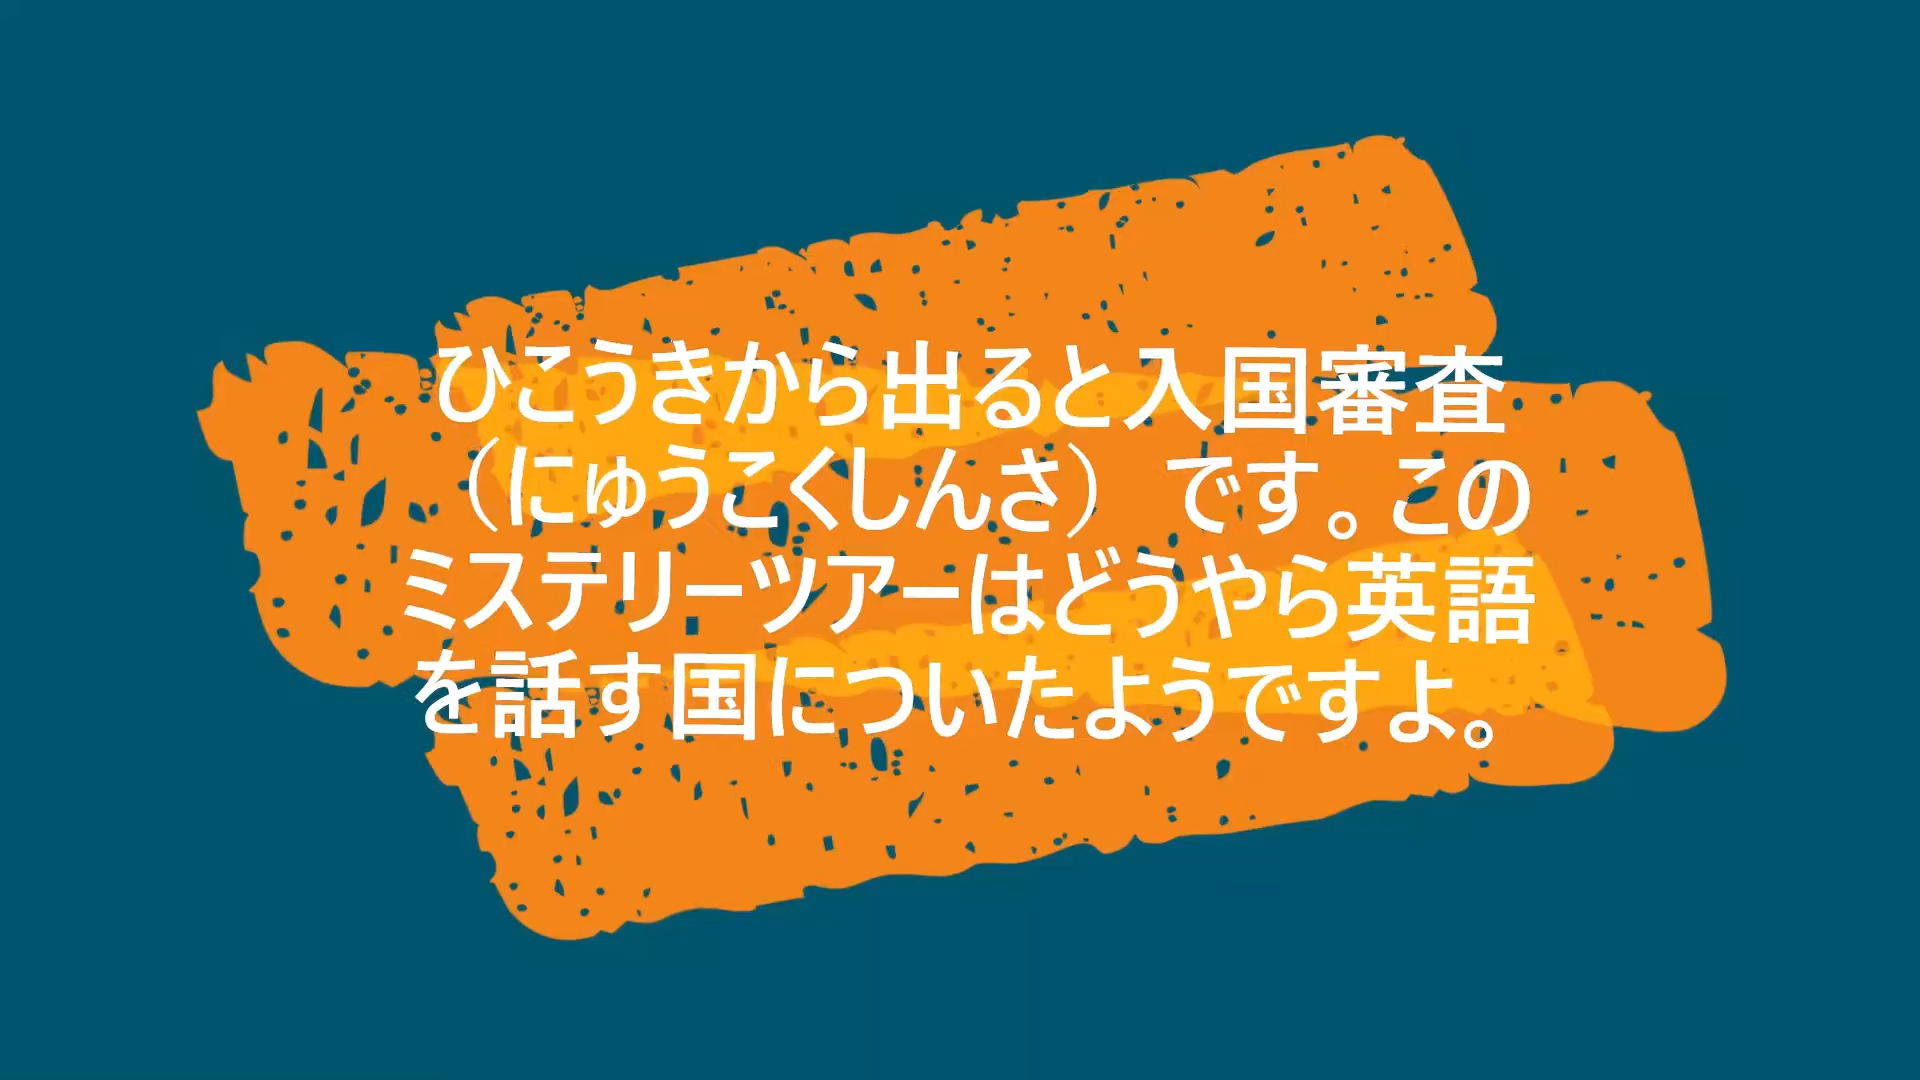 ひこうきから出ると入国審査
（にゅうこくしんさ）です。この
ミステリーツアーはどうやら英語
を話す国についたようですよ。